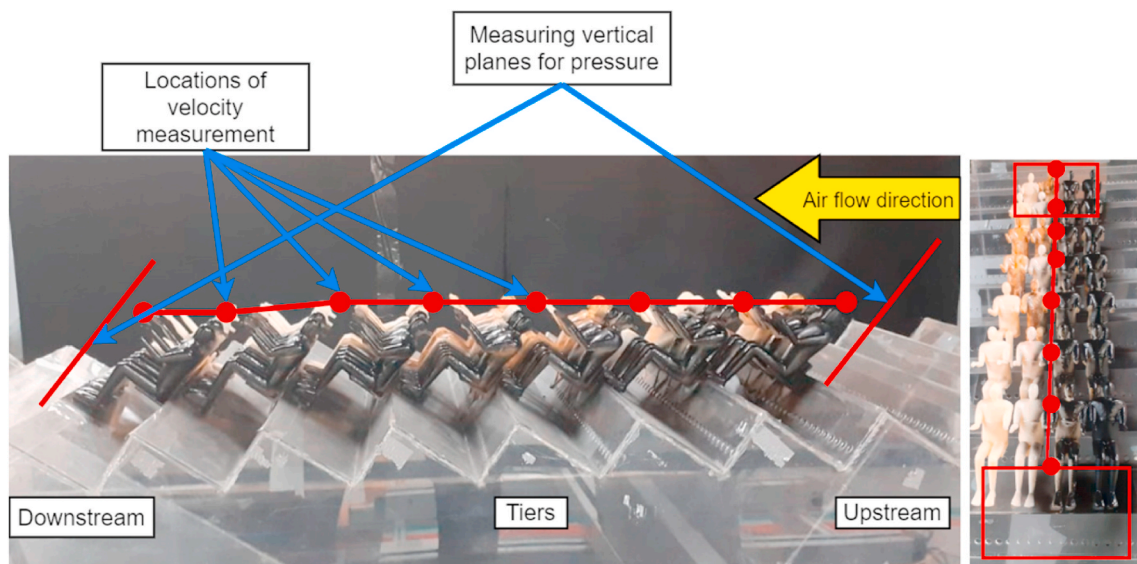 Measuring vertical
planes for pressure
Locations of
velocity
measurement
Air flow direction
Downstream
Tiers
Upstream